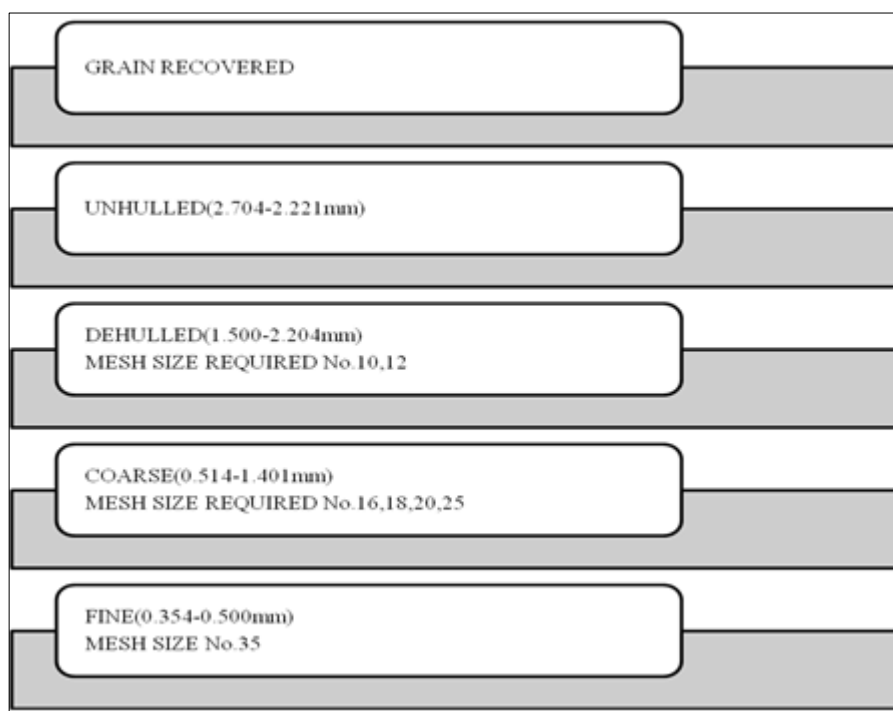 GRAIN RECOVERED
UNHULLED(2.704-2.221mm)
DEHULLED(1.500-2.204mm)
MESH SIZE REQUIRED No.10,12
COARSE(0.514-1.401mm)
MESH SIZE REQUIRED No.16,18,20,25
FINE(0.354-0.500mm)
MESH SIZE No.35